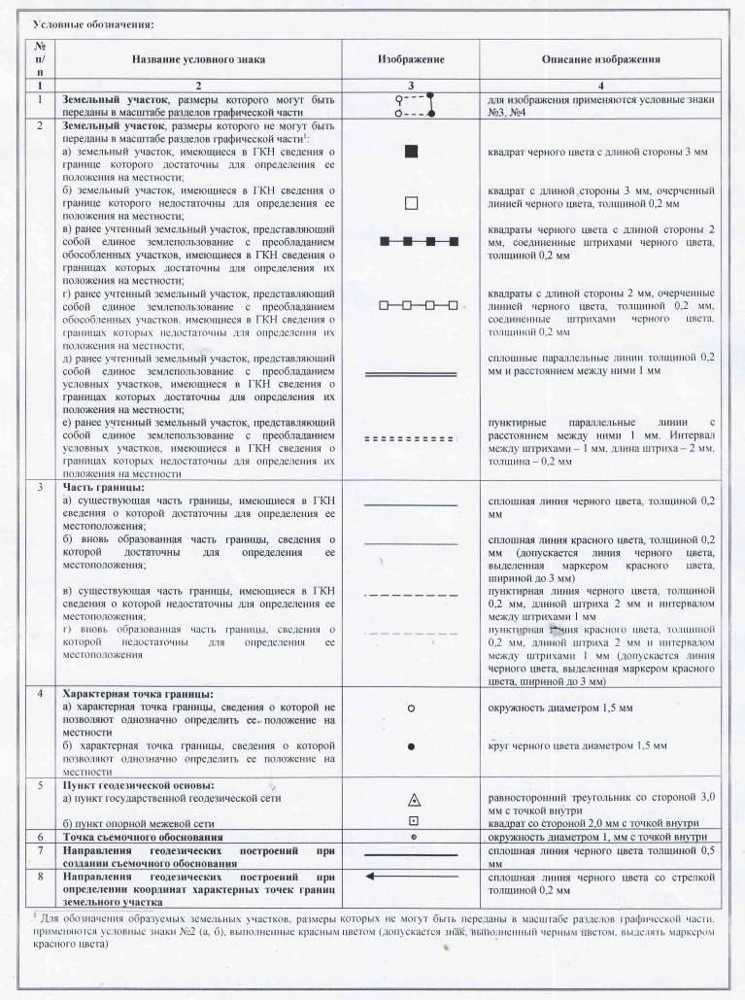 Условные обозначения:
№
п/
п
Название условного знака
Изображение
Описание изображения
1
2
3
4
1
Земельный участок, размеры которого могут быть
передани в масштабе разделов графической части
для изображения применяются условные знаки
№3, №4
2
Земельный участок, размеры которого не могут быть
переданы в масштабе разделов графической части¹:
а) земельный участок, имеющиеся в ГКН сведения о
границе которого достаточны для определения ее
положения на местности;
квадрат черного цвета с длиной стороны 3 мм
б) земельный участок, имеющиеся в ГКН сведения о
границе которого недостаточны для определения ее
положения на местности;
квадрат с длиной стороны 3 мм, очерченный
линией черного цвета, толщиной 0,2 мм
в) ранее учтенный земельный участок, представляющий
собой единое землепользование с преобладанием
обособленных участков, имеющиеся в ГКН сведения о
границах которых достаточны для определения их
положения на местности;
квадраты черного цвета с длиной стороны 2
мм, соединенные штрихами черного цвета,
толщиной 0,2 мм
г) ранее учтенный земельный участок, представляющий
собой единое землепользование с преобладанием
обособленных участков, имеющиеся в ГКН сведения о
границах которых недостаточны для определения их
положения на местности;
квадраты с длиной стороны 2 мм, очерченные
линией черного цвета, толщиной 0,2 мм,
соединенные штрихами черного цвета.
толщиной 0,2 мм
д) ранее учтенный земельный участок, представляющий
собой единое землепользование с преобладанием
условных участков, имеющиеся в ГКН сведения о
границах которых достаточны для определения их
положения на местности;
сплошные параллельные линии толщиной 0,2
мм и расстоянием между ними 1 мм
е) ранее учтенный земельный участок, представляющий
собой единое землепользование с преобладанием
условных участков, имеющиеся в ГКН сведения о
границах которых недостаточны для определения их
положения на местности
пунктирные параллельные линии с
расстоянием между ними 1 мм. Интервал
между штрихами – 1 мм, длина штриха – 2 мм,
толщина – 0,2 мм
3
Часть границы:
а) существующая часть границы, имеющиеся в ГКН
сведения о которой достаточны для определения ее
местоположения;
сплошная линия черного цвета, толщиной 0,2
мм
б) вновь образованная часть границы, сведения о
которой достаточны для определения ее
местоположения;
сплошная линия красного цвета, толщиной 0,2
мм (допускается линия черного цвета,
выделенная маркером красного цвета,
шириной до 3 мм)
в) существующая часть границы, имеющиеся в ГКН
сведения о которой недостаточны для определения ее
местоположения;
пунктирная линия черного цвета, толщиной
0,2 мм, длиной штриха 2 мм и интервалом
между штрихами 1 мм
г) вновь образованная часть границы, сведения о
которой недостаточны для определения ее
местоположения
пунктирная линия красного цвета, толщиной
0,2 мм, длиной штриха 2 мм и интервалом
между штрихами 1 мм (допускается линия
черного цвета, выделенная маркером красного
цвета, шириной до 3 мм)
4
Характерная точка границы:
а) характерная точка границы, сведения о которой не
позволяют однозначно определить ее положение на
местности
окружность диаметром 1,5 мм
б) характерная точка границы, сведения о которой
позволяют однозначно определить ее положение на
местности
круг черного цвета диаметром 1,5 мм
5
Пункт геодезической основы:
а) пункт государственной геодезической сети
равносторонний треугольник со стороной 3,0
мм с точкой внутри
б) пункт опорной межевой сети
квадрат со стороной 2,0 мм с точкой внутри
6
Точка съемочного обоснования
окружность диаметром 1, мм с точкой внутри
7
Направления геодезических построений при
создании съемочного обоснования
сплошная линия черного цвета толщиной 0,5
мм
8
Направления геодезических построений при
определении координат характерных точек границ
земельного участка
сплошная линия черного цвета со стрелкой
толщиной 0,2 мм
¹ Для обозначения образуемых земельных участков, размеры которых не могут быть переданы в масштабе разделов графической части,
применяются условные знаки №2 (а, б), выполненные красным цветом (допускается знак, выполненный черным цветом, выделять маркером
красного цвета)